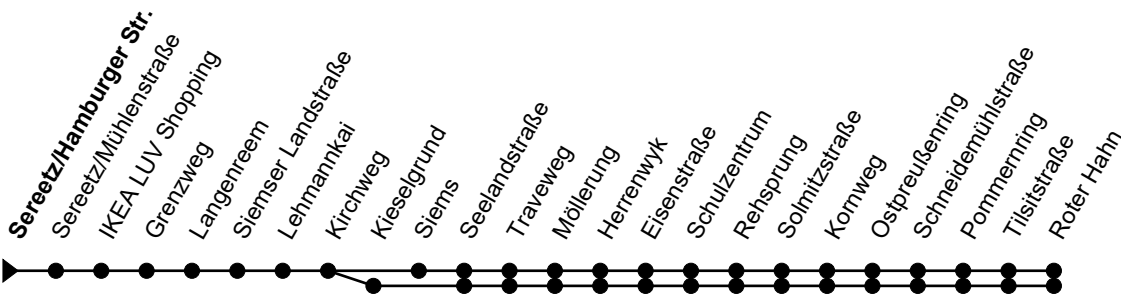 Sereetz/Hamburger Str.
Sereetz/Mühlenstraße
IKEA LUV Shopping
Grenzweg
Langenreem
Siemser Landstraße
Lehmannkai
Kirchweg
Kieselgrund
Siems
Seelandstraße
Traveweg
Möllerung
Herrenwyk
Eisenstraße
Schulzentrum
Rehsprung
Solmitzstraße
Kornweg
Ostpreußenring
Schneidemühlstraße
Pommernring
Tilsitstraße
Roter Hahn